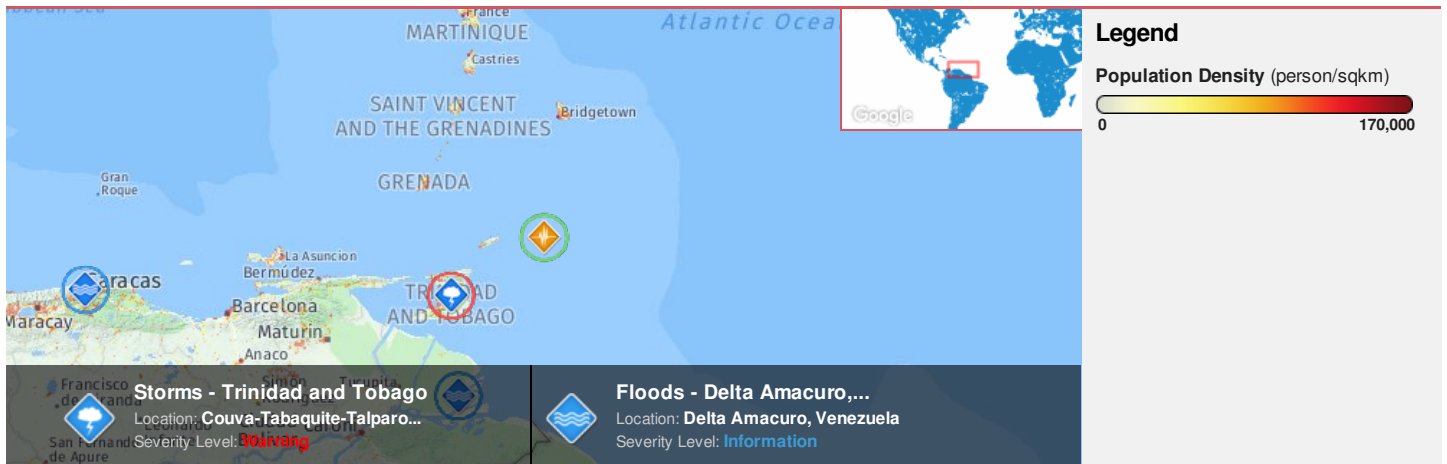 France
MARTINIQUE
Castries
Atlantic Ocea
SAINT VINCENT
AND THE GRENADINES
Bridgetown
GRENADA
Gran
Roque
La Asuncion
Bermúdez
Caracas
Maracay
Barcelona
Maturin
Anaco
TRINIDAD
AND TOBAGO
Google
Legend
Population Density (person/sqkm)
0
170,000
Francisco
Tucupita
San Fernando
de Apure
Storms - Trinidad and Tobago
Location: Couva-Tabaquite-Talparo...
Severity Level: Warning
Floods - Delta Amacuro,...
Location: Delta Amacuro, Venezuela
Severity Level: Information